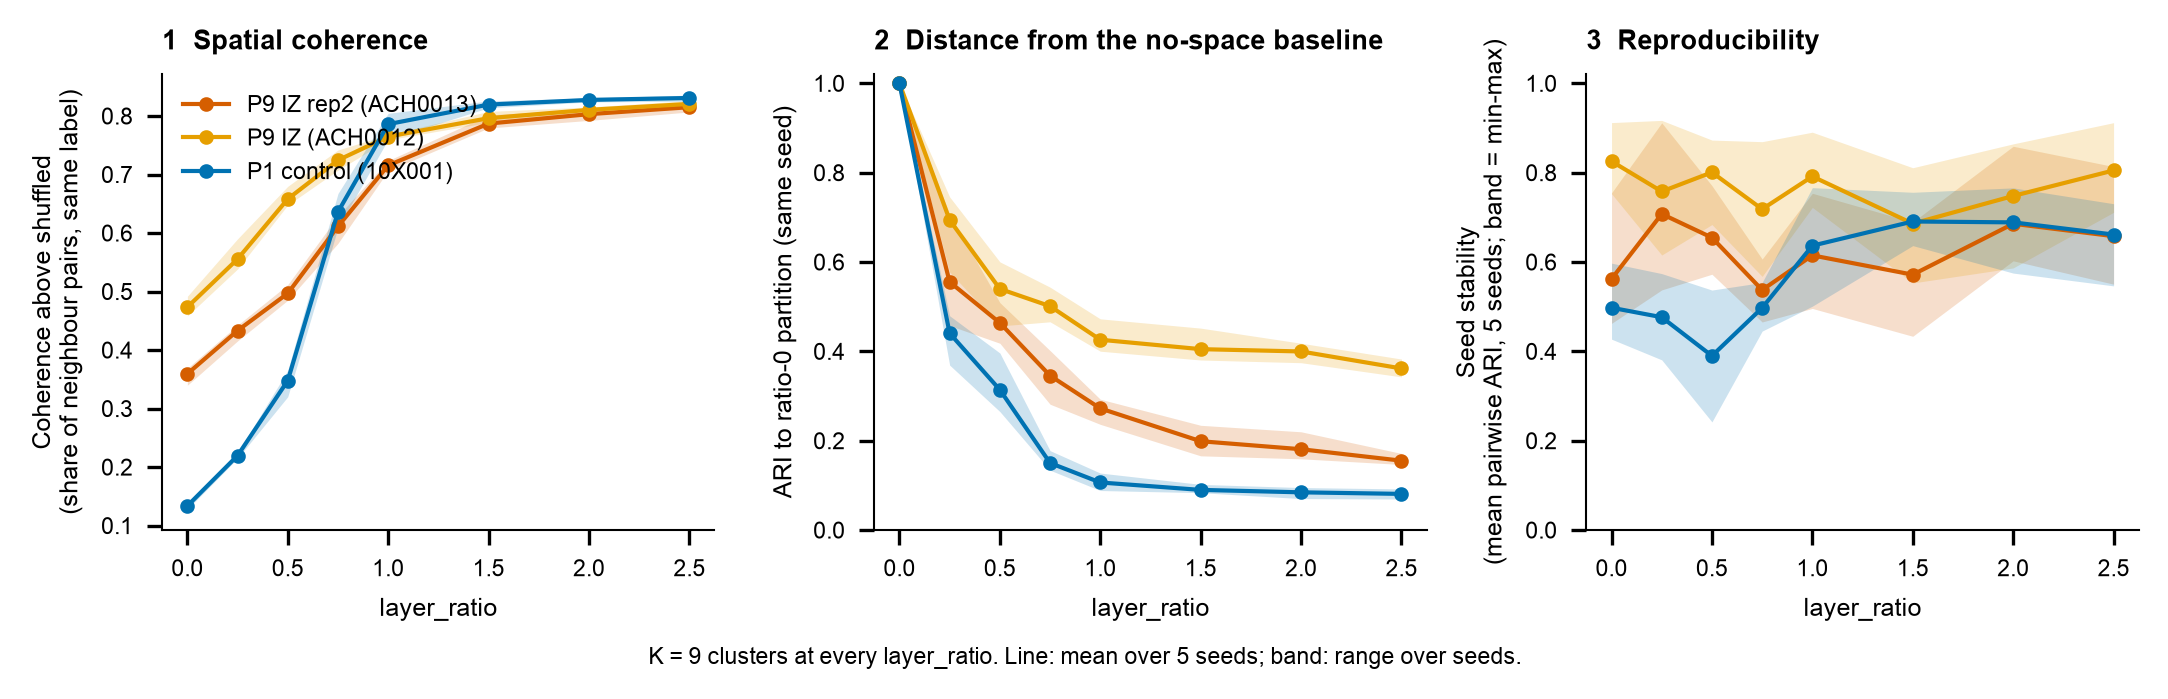 1 Spatial coherence
Coherence above shuffled
(share of neighbour pairs, same label)
0.8
0.7
0.6
0.5
0.4
0.3
0.2
0.1
P9 IZ rep2 (ACH0013)
P9 IZ (ACH0012)
P1 control (10X001)
0.0 0.5 1.0 1.5 2.0 2.5
layer_ratio
2 Distance from the no-space baseline
ARI to ratio-0 partition (same seed)
1.0
0.8
0.6
0.4
0.2
0.0
0.0 0.5 1.0 1.5 2.0 2.5
layer_ratio
3 Reproducibility
Seed stability
(mean pairwise ARI, 5 seeds; band = min-max)
1.0
0.8
0.6
0.4
0.2
0.0
0.0 0.5 1.0 1.5 2.0 2.5
layer_ratio
K = 9 clusters at every layer_ratio. Line: mean over 5 seeds; band: range over seeds.